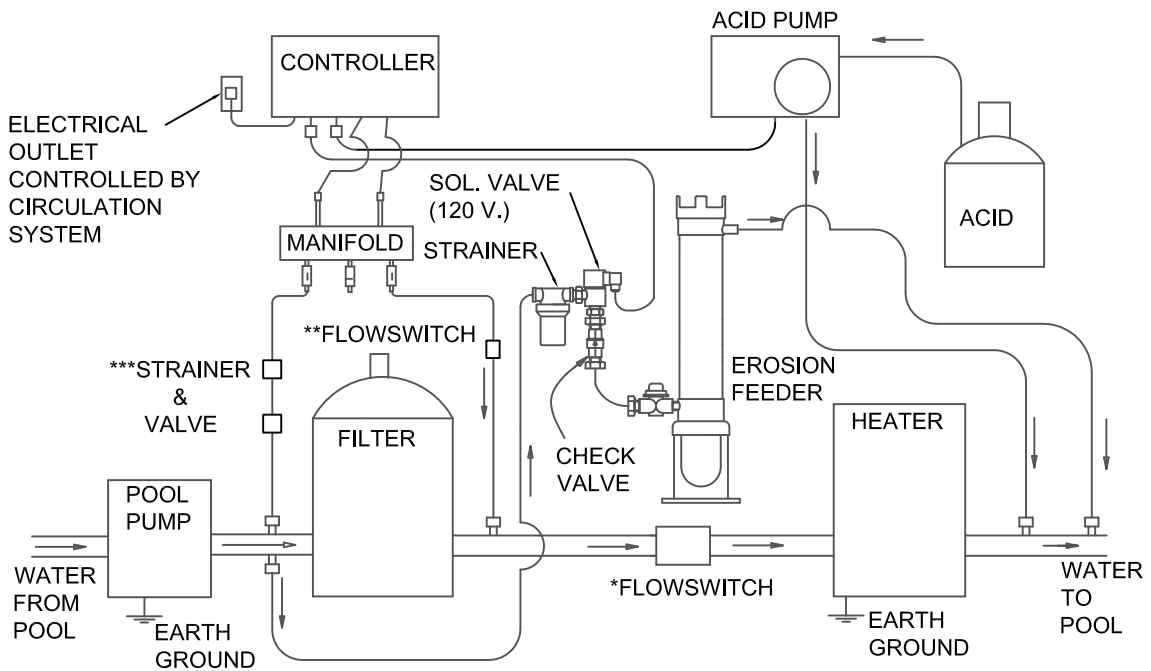 ACID PUMP
CONTROLLER
ELECTRICAL
OUTLET
CONTROLLED BY
CIRCULATION
SYSTEM
SOL. VALVE
(120 V.)
ACID
MANIFOLD
STRAINER
**FLOWSWITCH
***STRAINER
&
VALVE
EROSION
FEEDER
FILTER
HEATER
CHECK
VALVE
POOL
PUMP
*FLOWSWITCH
WATER
FROM
POOL
EARTH
GROUND
EARTH
GROUND
WATER
TO
POOL